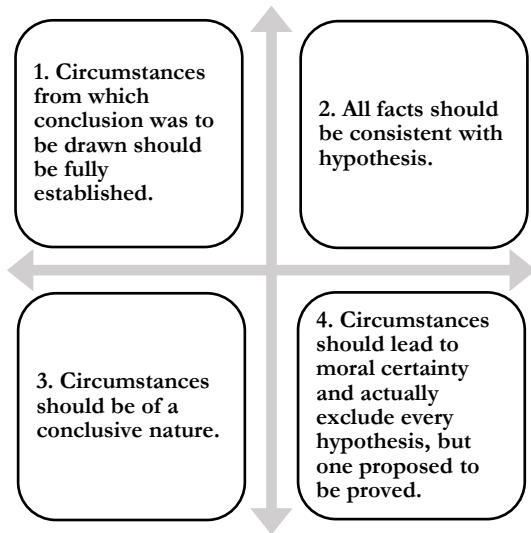 1. Circumstances
from which
conclusion was to
be drawn should
be fully
established.
2. All facts should
be consistent with
hypothesis.
3. Circumstances
should be of a
conclusive nature.
4. Circumstances
should lead to
moral certainty
and actually
exclude every
hypothesis, but
one proposed to
be proved.